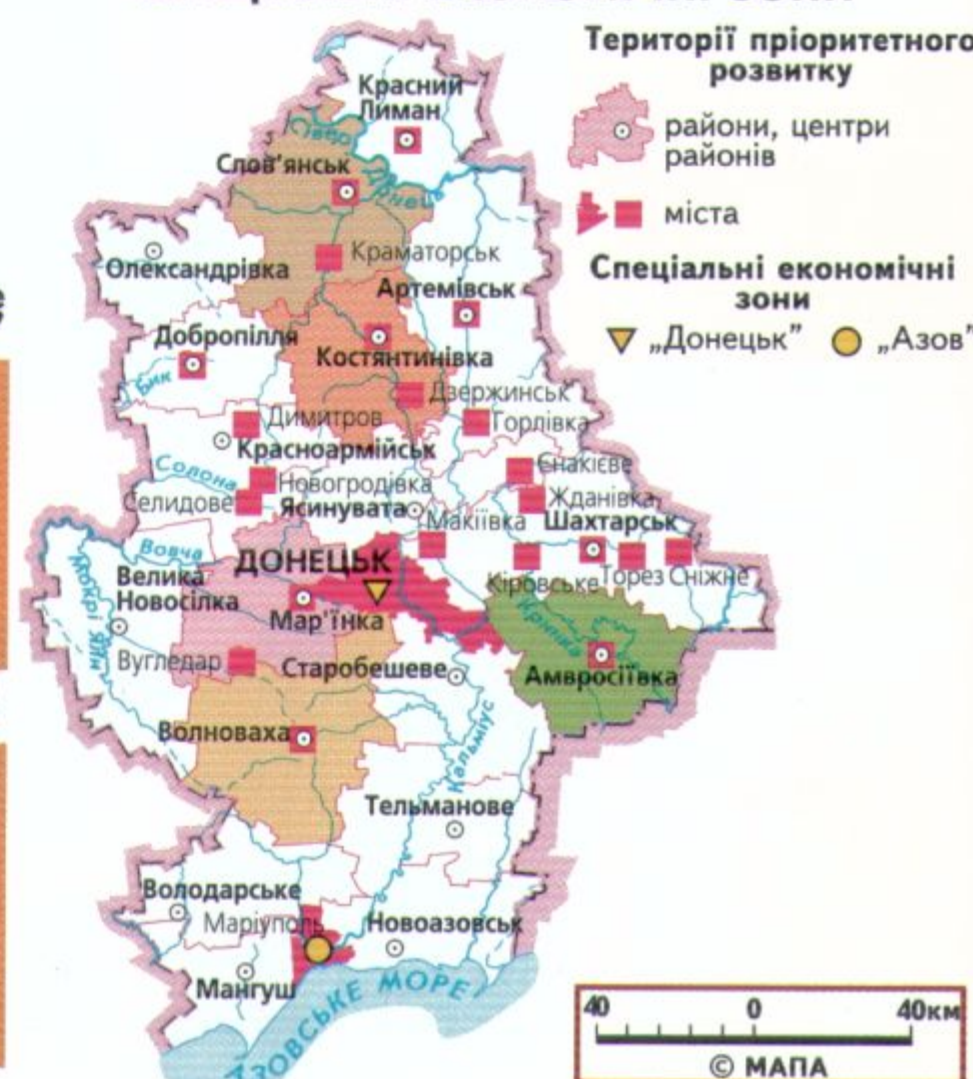 Території пріоритетного
розвитку
райони, центри
районів
міста
Спеціальні економічні
зони
„Донецьк”
„Азов”
Красний
Лиман
Сівер
Донець
Слов'янськ
Краматорськ
Олександрівка
Артемівськ
Добропілля
Костянтинівка
Бик
Дзержинськ
Димитров
Горлівка
Красноармійськ
Солона
Єнакієве
Новогродівка
Селидове
Ясинувата
Жданівка
Макіївка
Шахтарськ
Вовча
ДОНЕЦЬК
Кіровське
Торез
Сніжне
Велика
Новосілка
Мокрі Яли
Мар'їнка
Крупка
Вугледар
Старобешеве
Амвросіївка
Волноваха
Кальміус
Тельманове
Володарське
Маріуполь
Новоазовськ
Мангуш
АЗОВСЬКЕ МОРЕ
40 0 40км
© МАПА